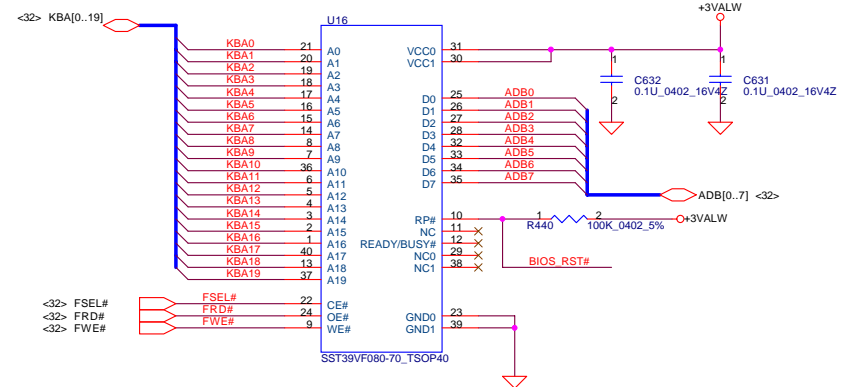 +3VALW
<32> KBA[0..19]
U16
KBA0 21 A0 VCC0 31
KBA1 20 A1 VCC1 30
KBA2 19 A2
KBA3 18 A3
KBA4 17 A4 D0 25 ADB0
KBA5 16 A5 D1 26 ADB1
KBA6 15 A6 D2 27 ADB2
KBA7 14 A7 D3 28 ADB3
KBA8 8 A8 D4 32 ADB4
KBA9 7 A9 D5 33 ADB5
KBA10 36 A10 D6 34 ADB6
KBA11 6 A11 D7 35 ADB7
KBA12 5 A12
KBA13 4 A13
KBA14 3 A14 RP# 10
KBA15 2 A15 NC 11
KBA16 1 A16 READY/BUSY# 12
KBA17 40 A17 NC0 29
KBA18 13 A18 NC1 38
KBA19 37 A19
1 C632 2
0.1U_0402_16V4Z
1 C631 2
0.1U_0402_16V4Z
ADB[0..7] <32>
1 R440 2 100K_0402_5% +3VALW
BIOS_RST#
<32> FSEL# FSEL# 22 CE# GND0 23
<32> FRD# FRD# 24 OE# GND1 39
<32> FWE# FWE# 9 WE#
SST39VF080-70_TSOP40